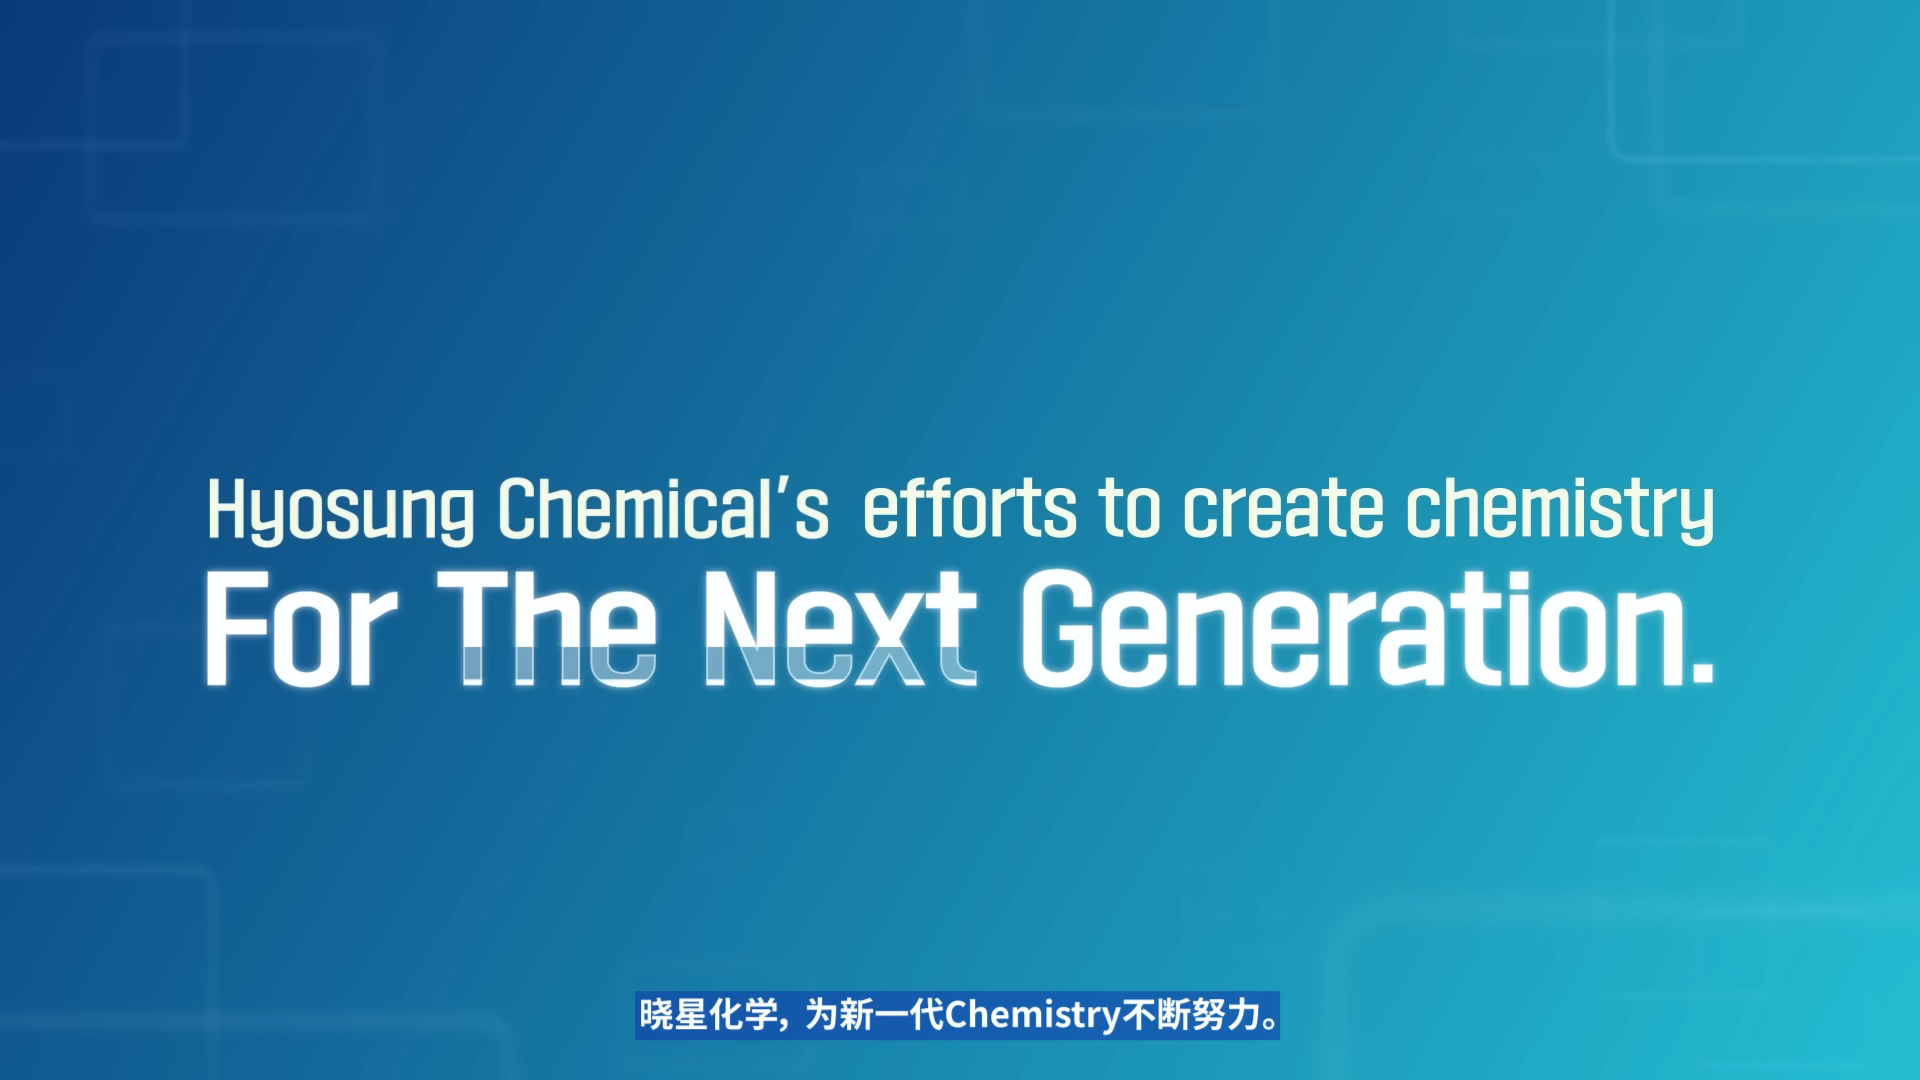 Hyosung Chemical's efforts to create chemistry
For The Next Generation.
晓星化学，为新一代Chemistry不断努力。